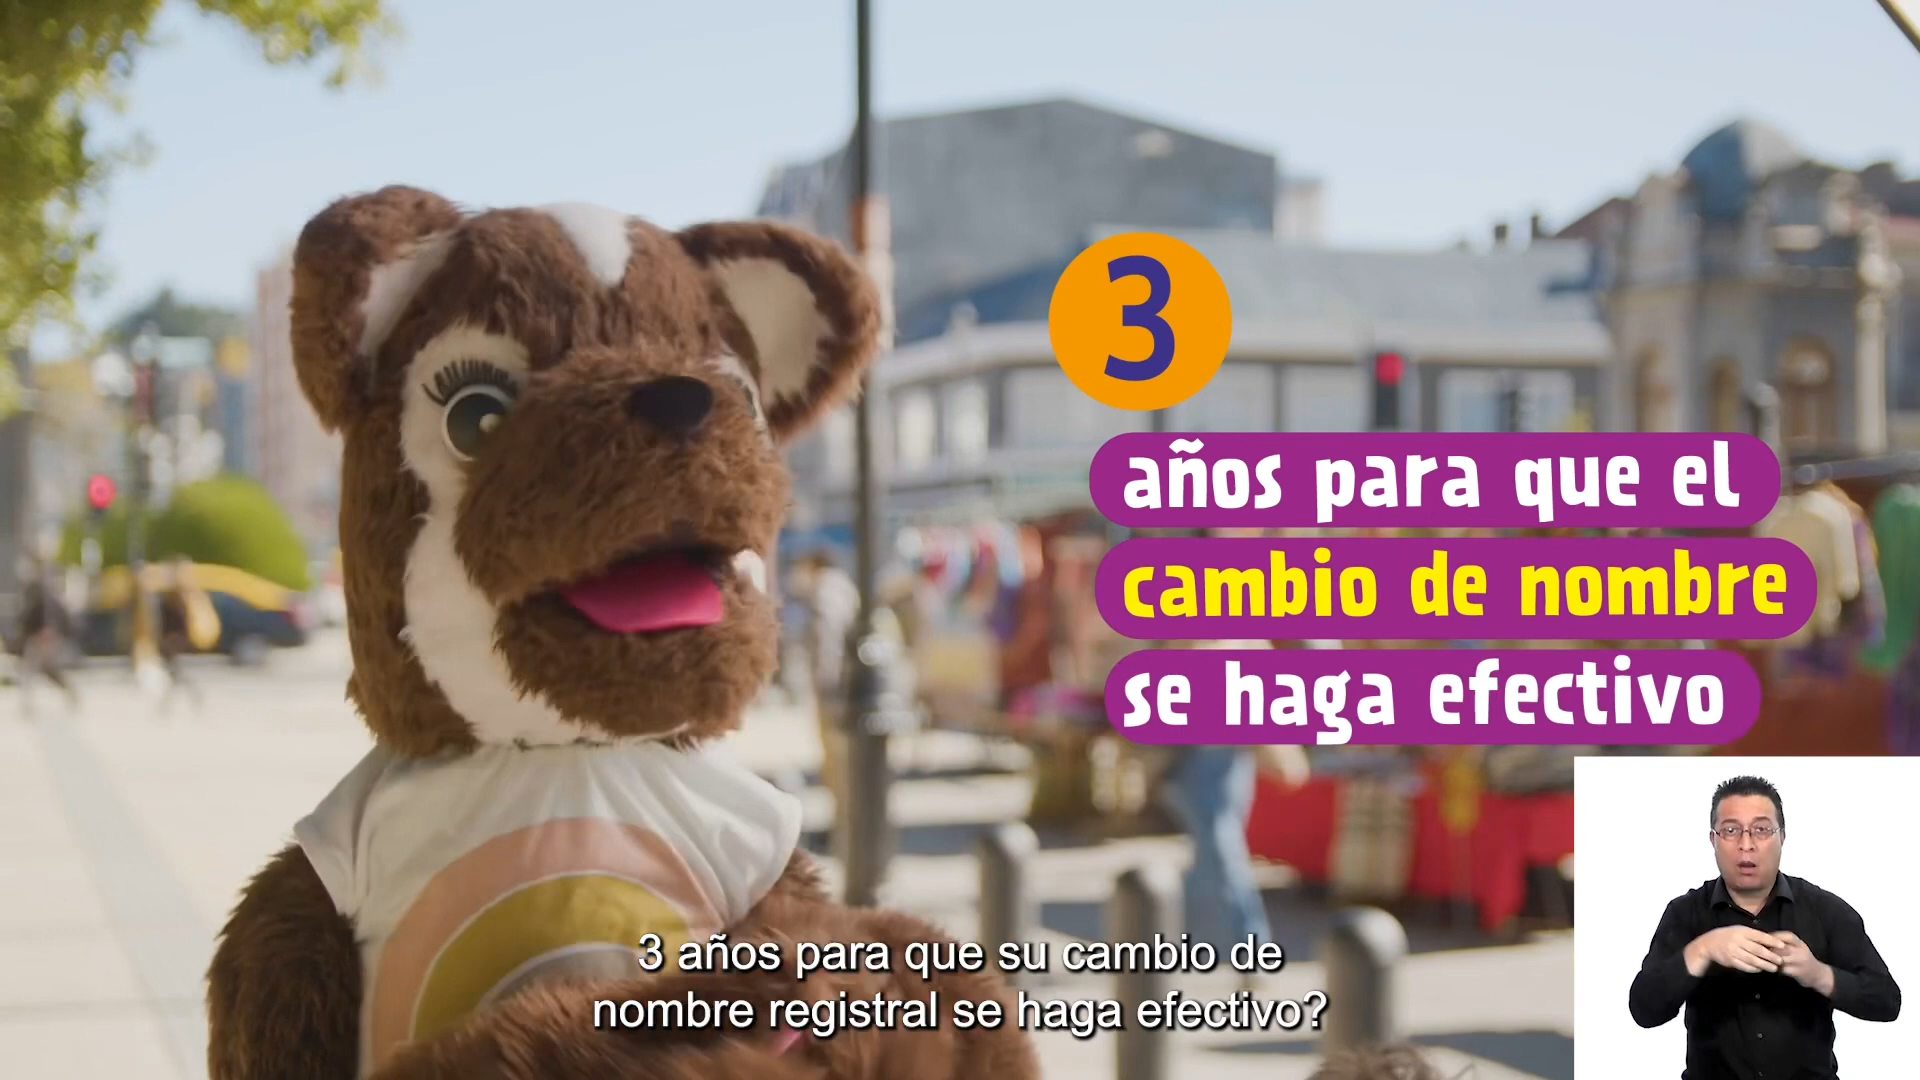 3
años para que el
cambio de nombre
se haga efectivo
3 años para que su cambio de
nombre registral se haga efectivo?